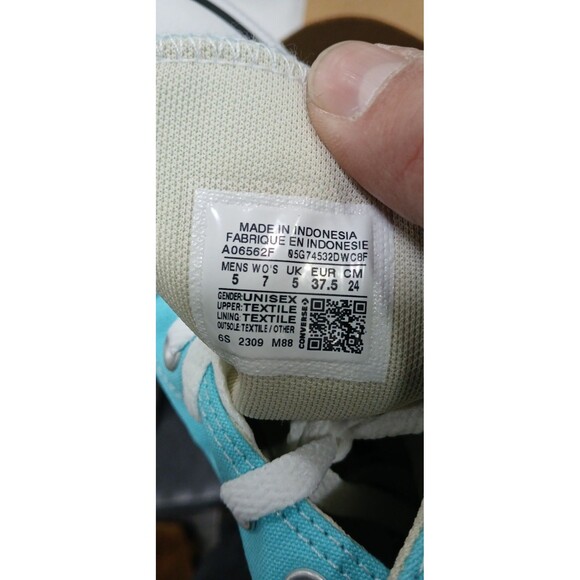 MADE IN INDONESIA
FABRIQUE EN INDONESIE
A06562F 05G74532DWC8F
MENS WO'S UK EUR CM
5 7 5 37.5 24
GENDER:UNISEX
UPPER:TEXTILE
LINING:TEXTILE
OUTSOLE:TEXTILE / OTHER
6S 2309 M88
CONVERSE